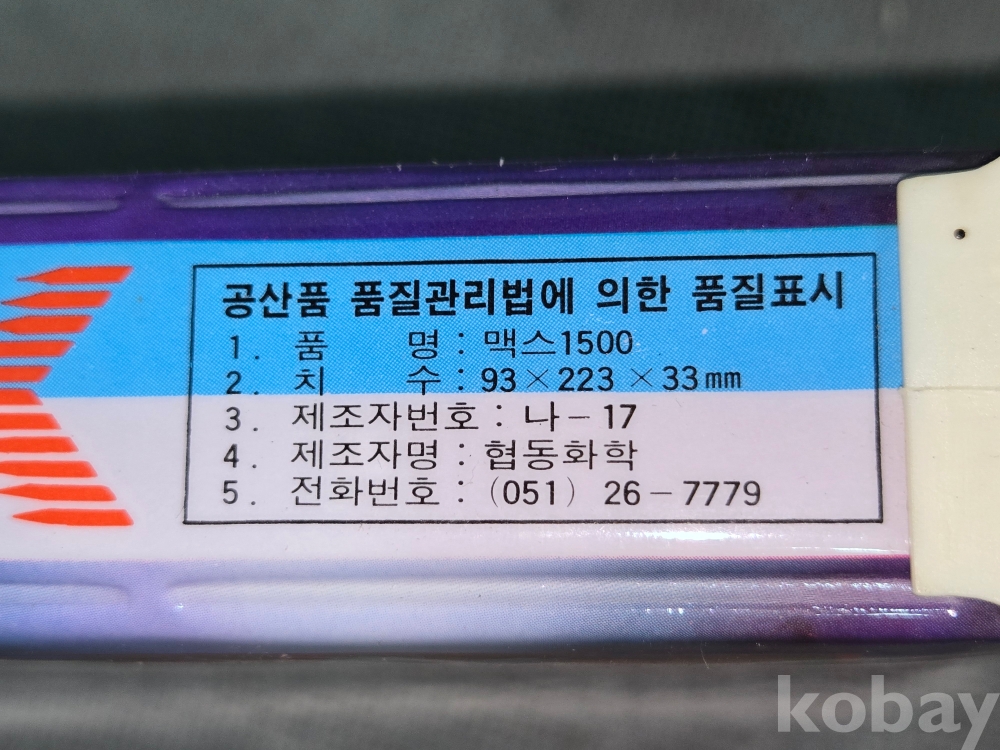 공산품 품질관리법에 의한 품질표시
1. 품 명 : 맥스1500
2. 치 수 : 93×223×33㎜
3. 제조자번호 : 나-17
4. 제조자명 : 협동화학
5. 전화번호 : (051) 26-7779
kobay